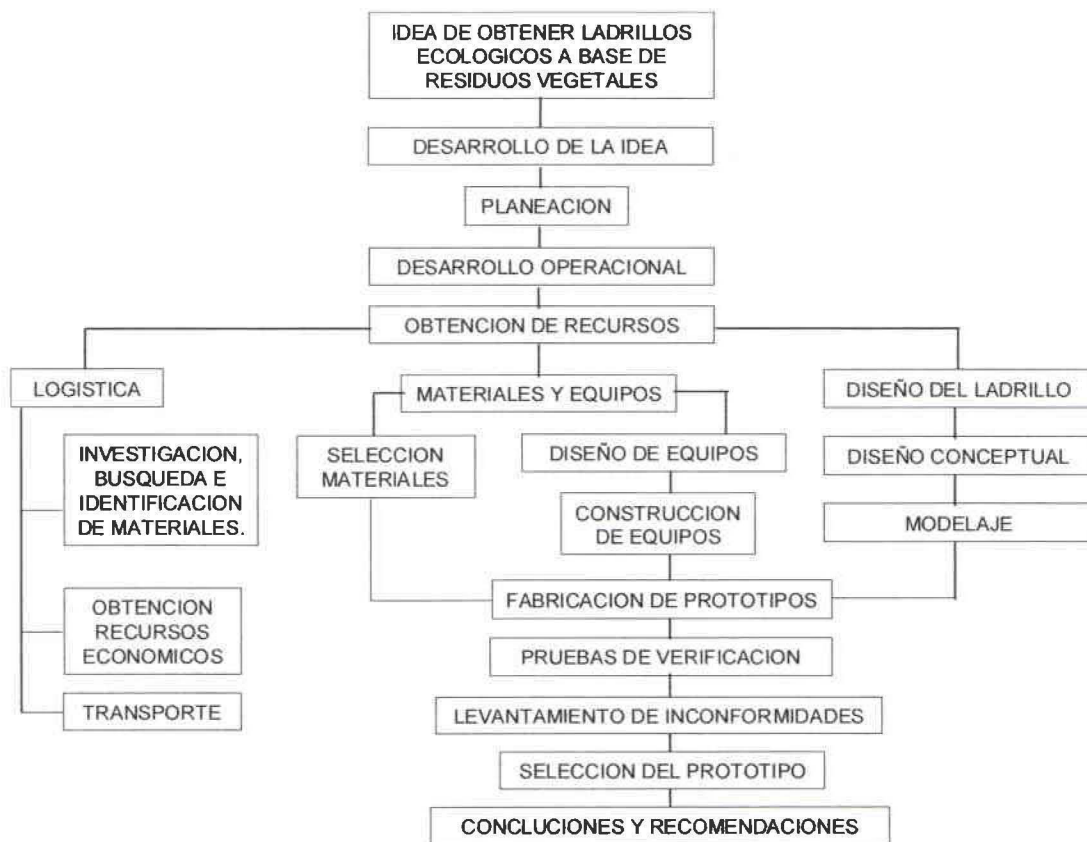 IDEA DE OBTENER LADRILLOS
ECOLOGICOS A BASE DE
RESIDUOS VEGETALES
DESARROLLO DE LA IDEA
PLANEACION
DESARROLLO OPERACIONAL
OBTENCION DE RECURSOS
LOGISTICA
INVESTIGACION,
BUSQUEDA E
IDENTIFICACION
DE MATERIALES.
OBTENCION
RECURSOS
ECONOMICOS
TRANSPORTE
MATERIALES Y EQUIPOS
SELECCION
MATERIALES
DISEÑO DE EQUIPOS
CONSTRUCCION
DE EQUIPOS
DISEÑO DEL LADRILLO
DISEÑO CONCEPTUAL
MODELAJE
FABRICACION DE PROTOTIPOS
PRUEBAS DE VERIFICACION
LEVANTAMIENTO DE INCONFORMIDADES
SELECCION DEL PROTOTIPO
CONCLUCIONES Y RECOMENDACIONES